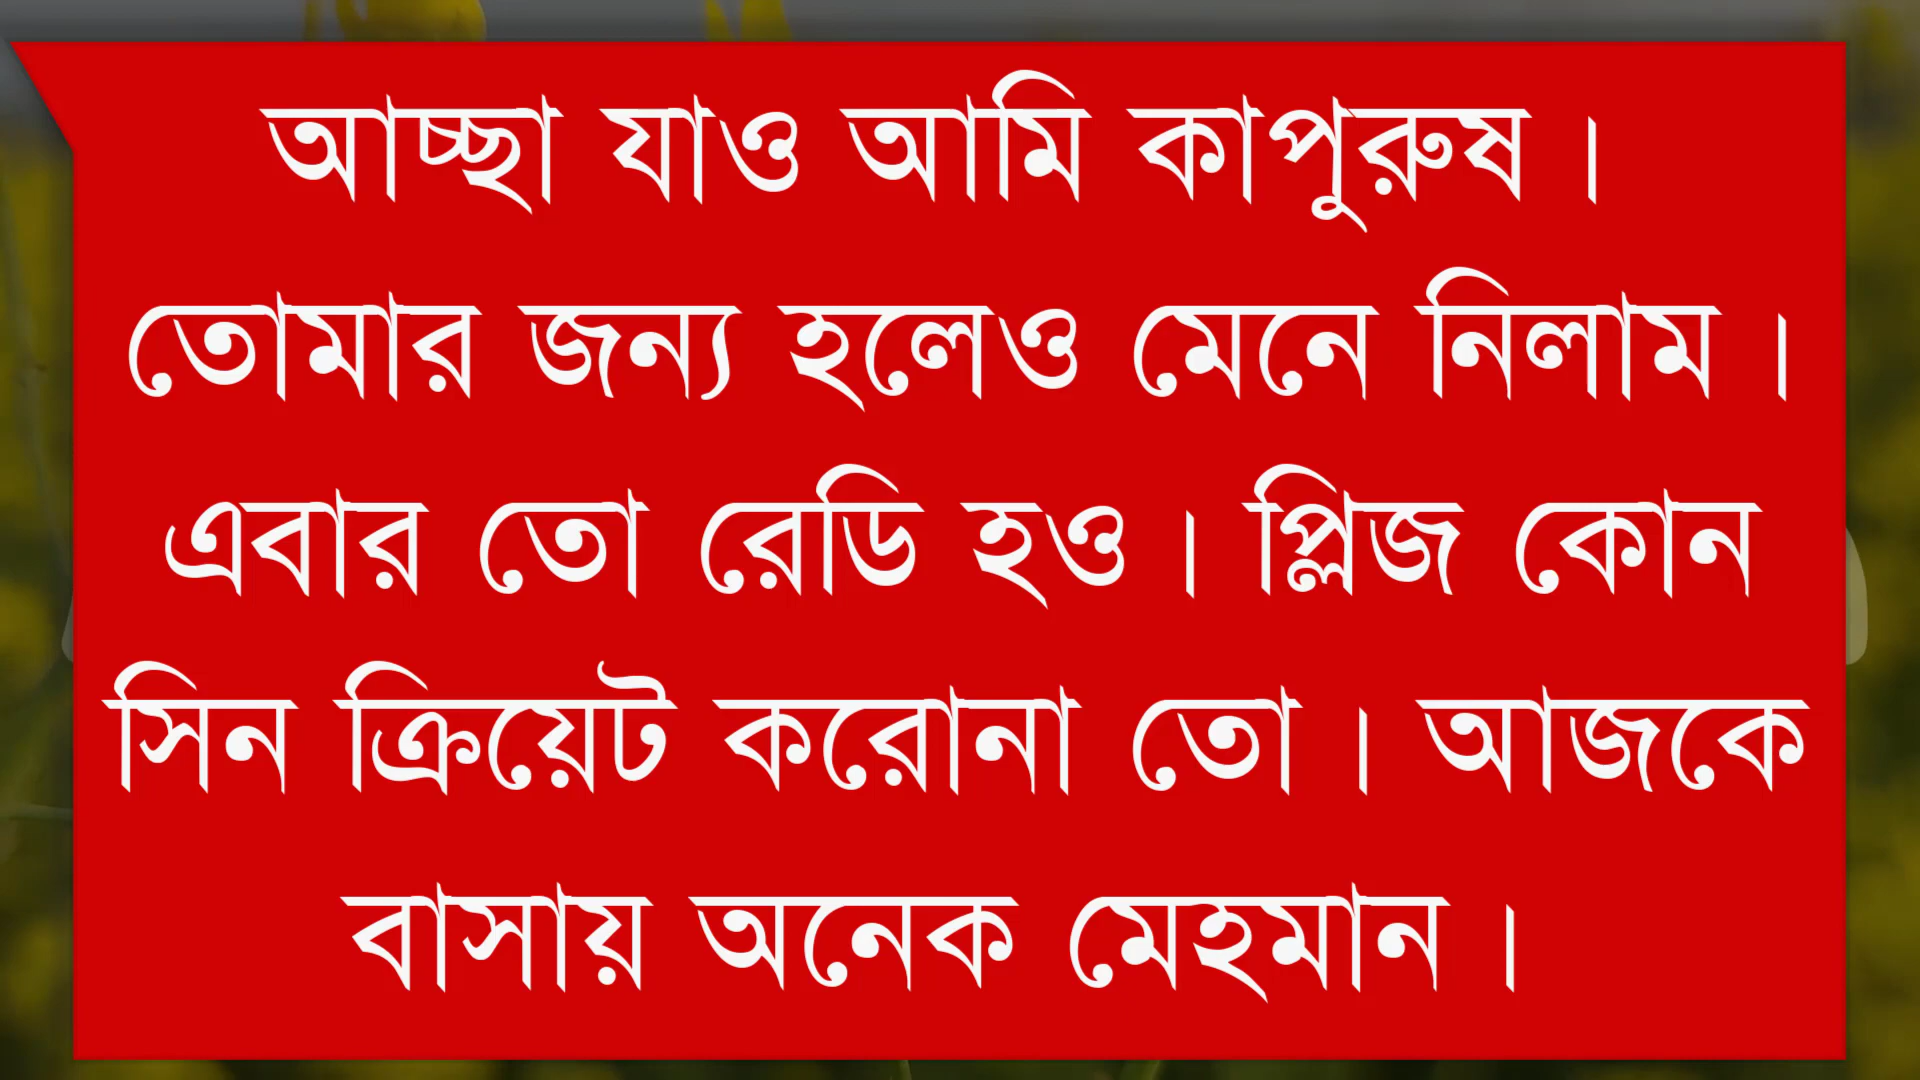 আচ্ছা যাও আমি কাপুরুষ ।
তোমার জন্য হলেও মেনে নিলাম ।
এবার তো রেডি হও । প্লিজ কোন
সিন ক্রিয়েট করোনা তো । আজকে
বাসায় অনেক মেহমান ।